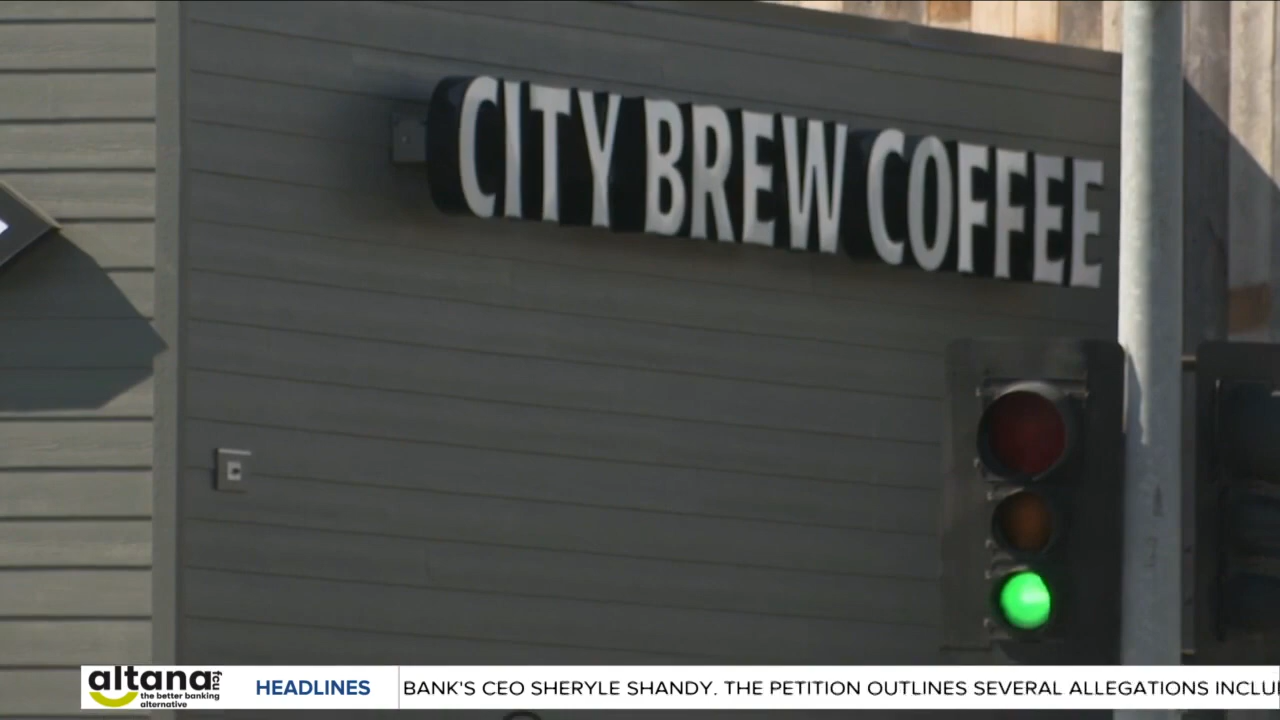 CITY BREW COFFEE
altana fcu
the better banking
alternative
HEADLINES
BANK'S CEO SHERYLE SHANDY. THE PETITION OUTLINES SEVERAL ALLEGATIONS INCLU